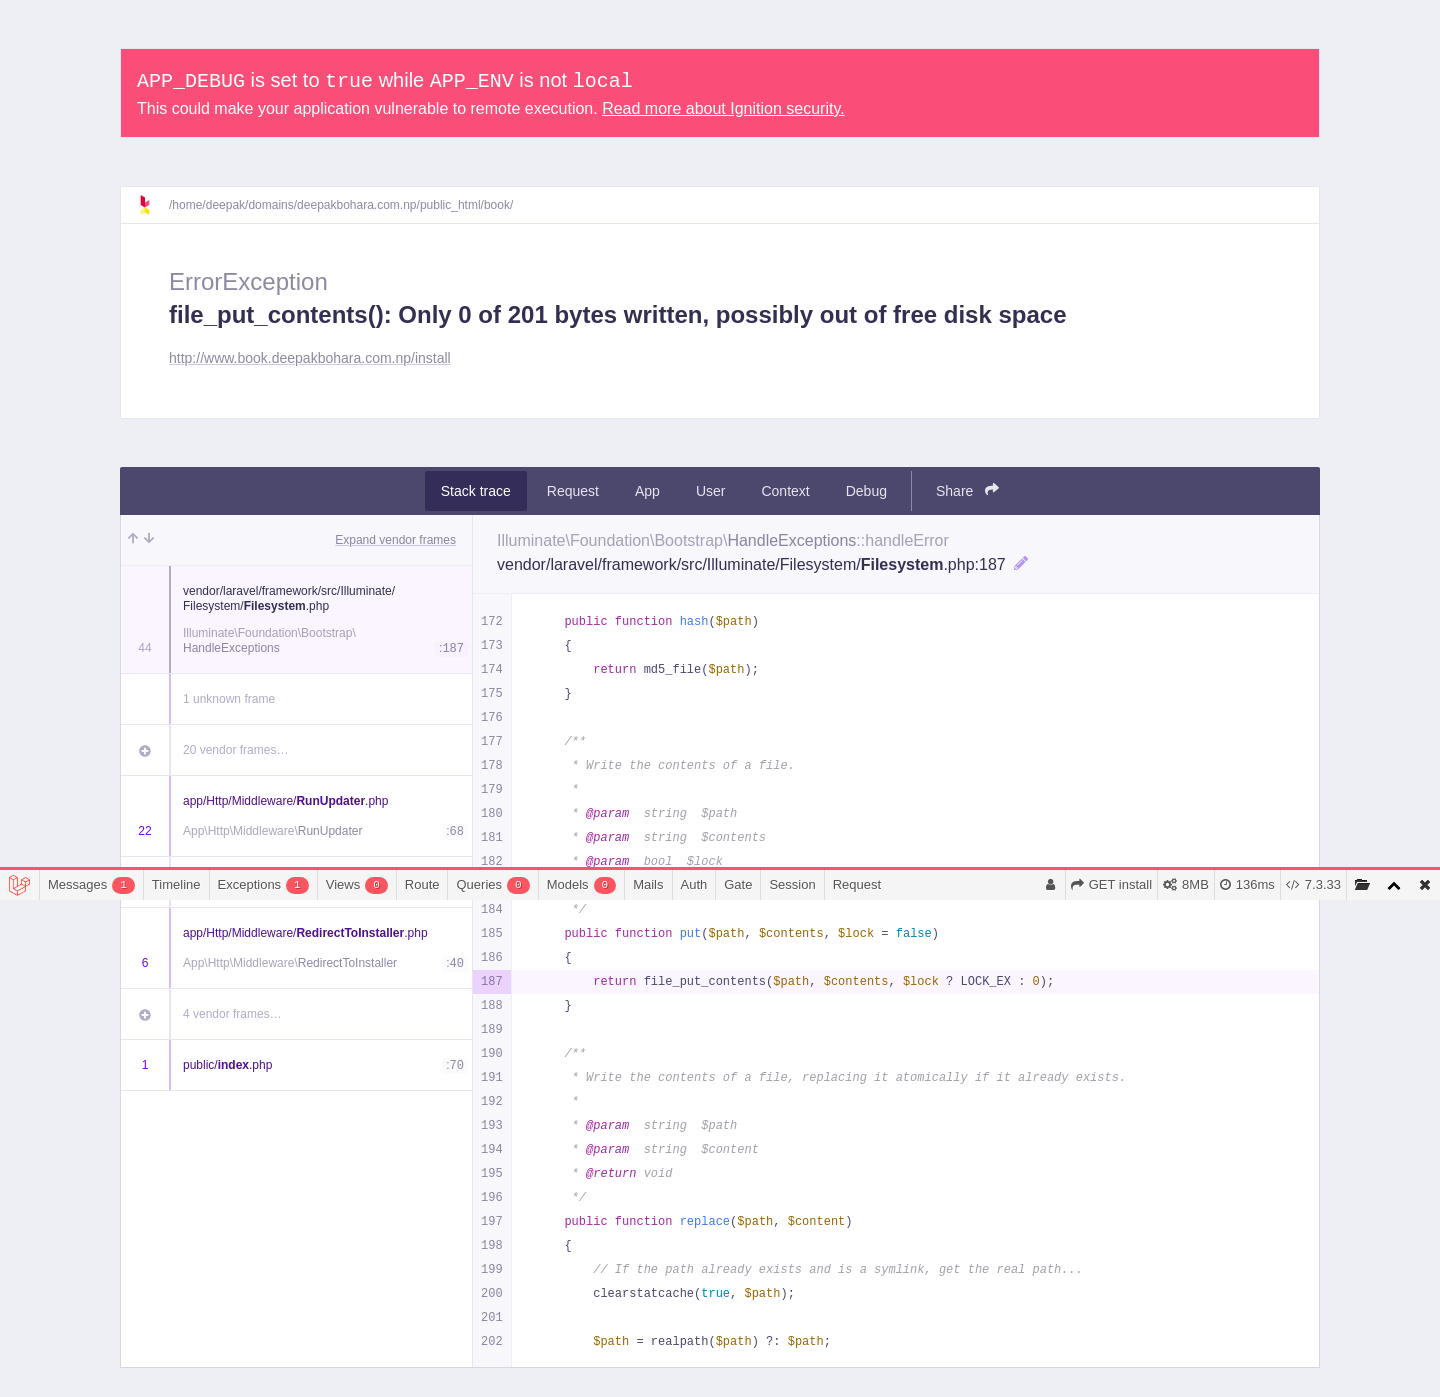 APP_DEBUG is set to true while APP_ENV is not local
This could make your application vulnerable to remote execution. Read more about Ignition security.
/home/deepak/domains/deepakbohara.com.np/public_html/book/
ErrorException
file_put_contents(): Only 0 of 201 bytes written, possibly out of free disk space
http://www.book.deepakbohara.com.np/install
Stack trace Request App User Context Debug Share
Expand vendor frames
vendor/laravel/framework/src/Illuminate/
Filesystem/Filesystem.php
Illuminate\Foundation\Bootstrap\
44 HandleExceptions :187
1 unknown frame
20 vendor frames…
app/Http/Middleware/RunUpdater.php
22 App\Http\Middleware\RunUpdater :68
app/Http/Middleware/RedirectToInstaller.php
6 App\Http\Middleware\RedirectToInstaller :40
4 vendor frames…
1 public/index.php :70
Illuminate\Foundation\Bootstrap\HandleExceptions::handleError
vendor/laravel/framework/src/Illuminate/Filesystem/Filesystem.php:187
172     public function hash($path)
173     {
174         return md5_file($path);
175     }
176
177     /**
178      * Write the contents of a file.
179      *
180      * @param  string  $path
181      * @param  string  $contents
182      * @param  bool  $lock
Messages 1 Timeline Exceptions 1 Views 0 Route Queries 0 Models 0 Mails Auth Gate Session Request GET install 8MB 136ms 7.3.33
184      */
185     public function put($path, $contents, $lock = false)
186     {
187         return file_put_contents($path, $contents, $lock ? LOCK_EX : 0);
188     }
189
190     /**
191      * Write the contents of a file, replacing it atomically if it already exists.
192      *
193      * @param  string  $path
194      * @param  string  $content
195      * @return void
196      */
197     public function replace($path, $content)
198     {
199         // If the path already exists and is a symlink, get the real path...
200         clearstatcache(true, $path);
201
202         $path = realpath($path) ?: $path;